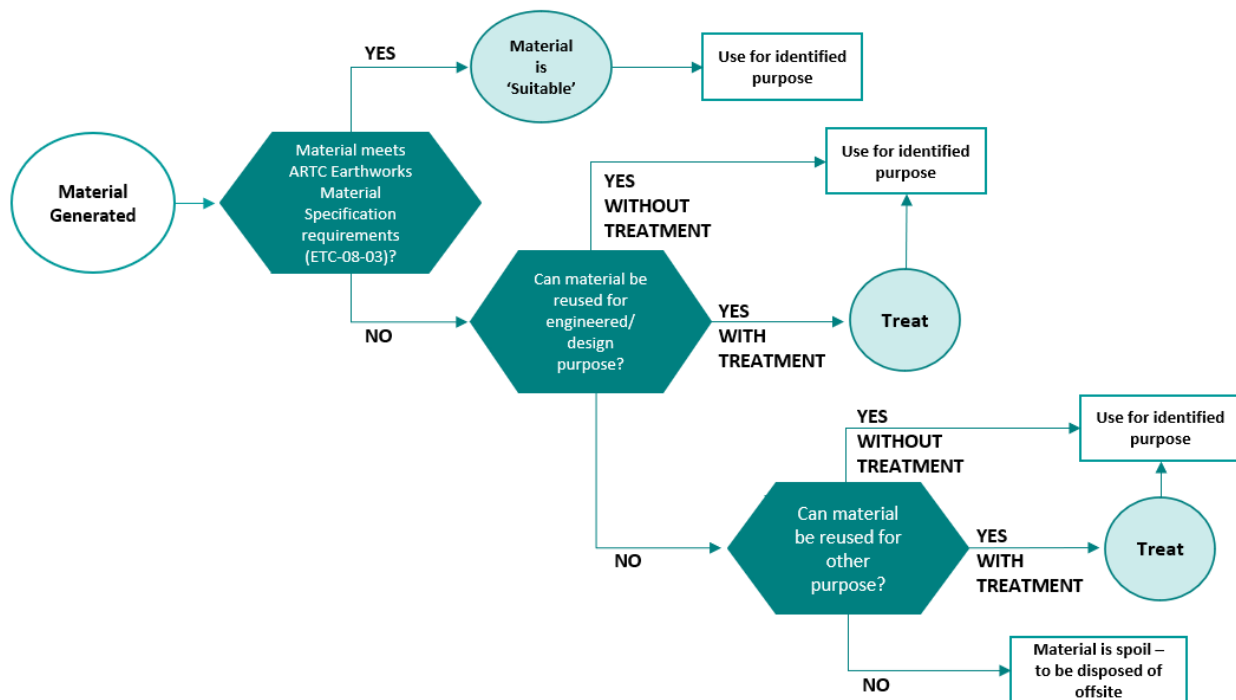 YES
Material
is
‘Suitable’
Use for identified
purpose
Material
Generated
Material meets
ARTC Earthworks
Material
Specification
requirements
(ETC-08-03)?
NO
YES
WITHOUT
TREATMENT
Use for identified
purpose
Can material be
reused for
engineered/
design
purpose?
YES
WITH
TREATMENT
Treat
NO
YES
WITHOUT
TREATMENT
Use for identified
purpose
Can material
be reused for
other
purpose?
YES
WITH
TREATMENT
Treat
NO
Material is spoil –
to be disposed of
offsite